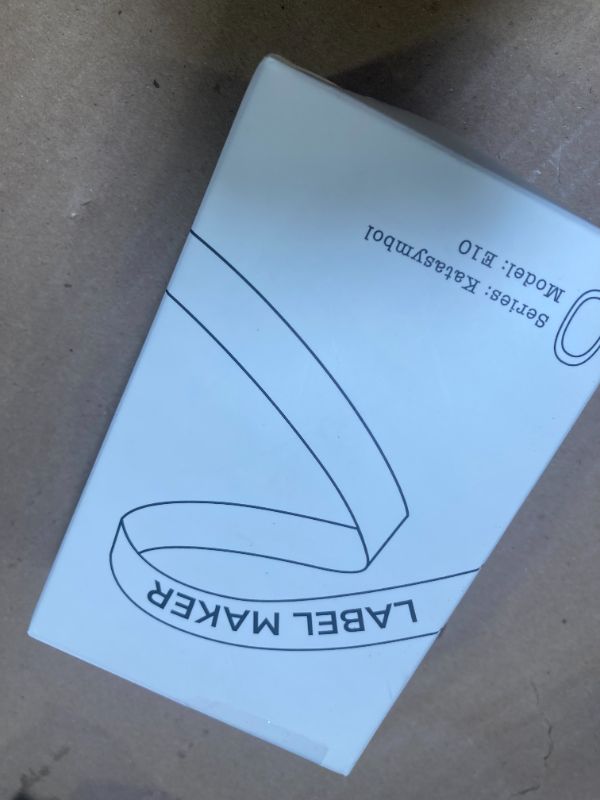 LABEL MAKER
Series: Katasymbol
Model: E10